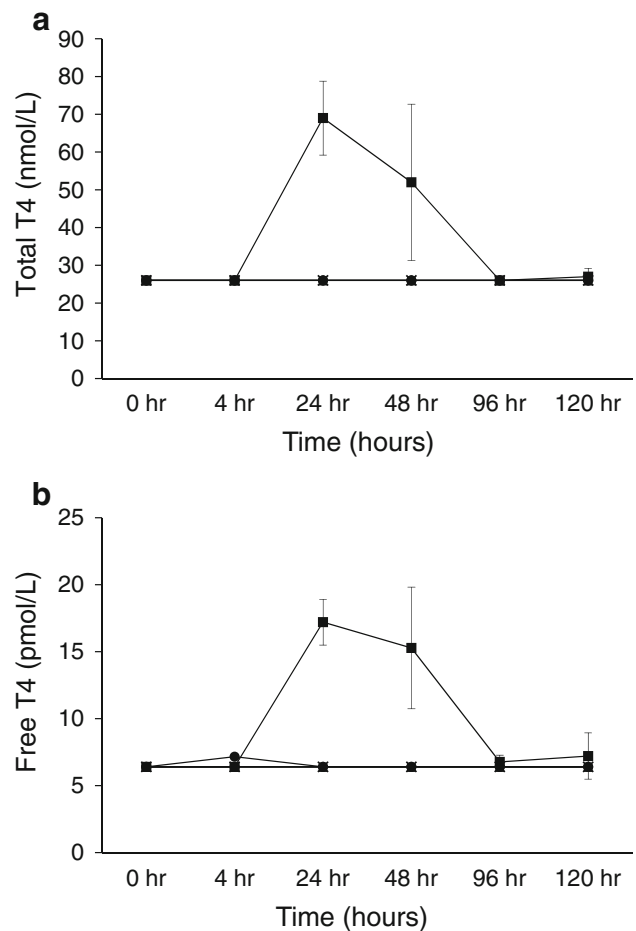 a
Total T4 (nmol/L)
90
80
70
60
50
40
30
20
10
0
0 hr 4 hr 24 hr 48 hr 96 hr 120 hr
Time (hours)
b
Free T4 (pmol/L)
25
20
15
10
5
0
0 hr 4 hr 24 hr 48 hr 96 hr 120 hr
Time (hours)